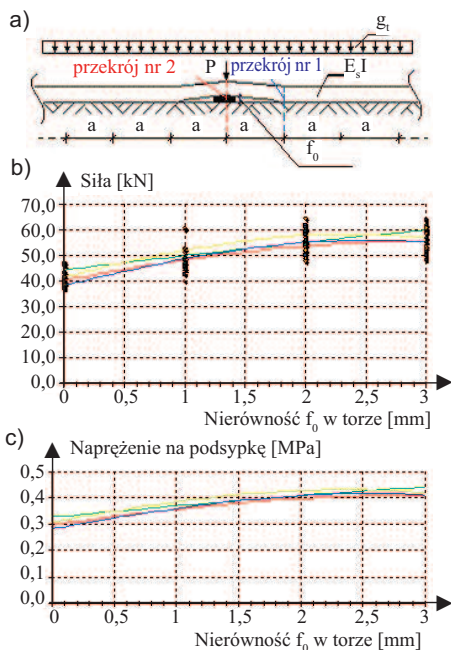 a)
g_t
P
przekrój nr 2
przekrój nr 1
E_sI
a a a a a a
f_0
b)
Siła [kN]
70,0
60,0
50,0
40,0
30,0
20,0
10,0
0,0
0 0,5 1 1,5 2 2,5 3
Nierówność f_0 w torze [mm]
c)
Naprężenie na podsypkę [MPa]
0,5
0,4
0,3
0,2
0,1
0,0
0 0,5 1 1,5 2 2,5 3
Nierówność f_0 w torze [mm]